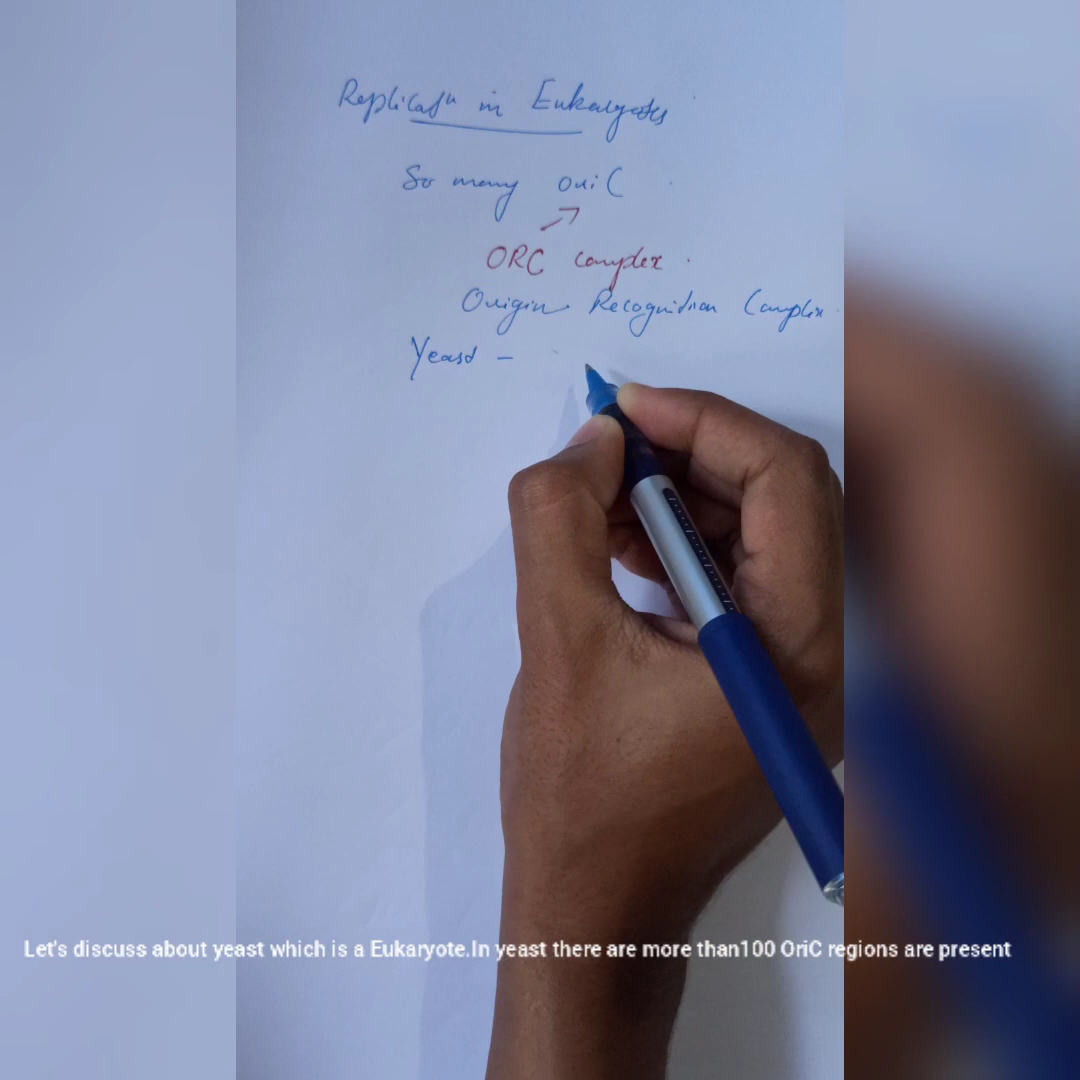 Replicatn in Eukaryotes
So many oriC
ORC complex.
Origin Recognition Complex
Yeast -
Let's discuss about yeast which is a Eukaryote.In yeast there are more than100 OriC regions are present